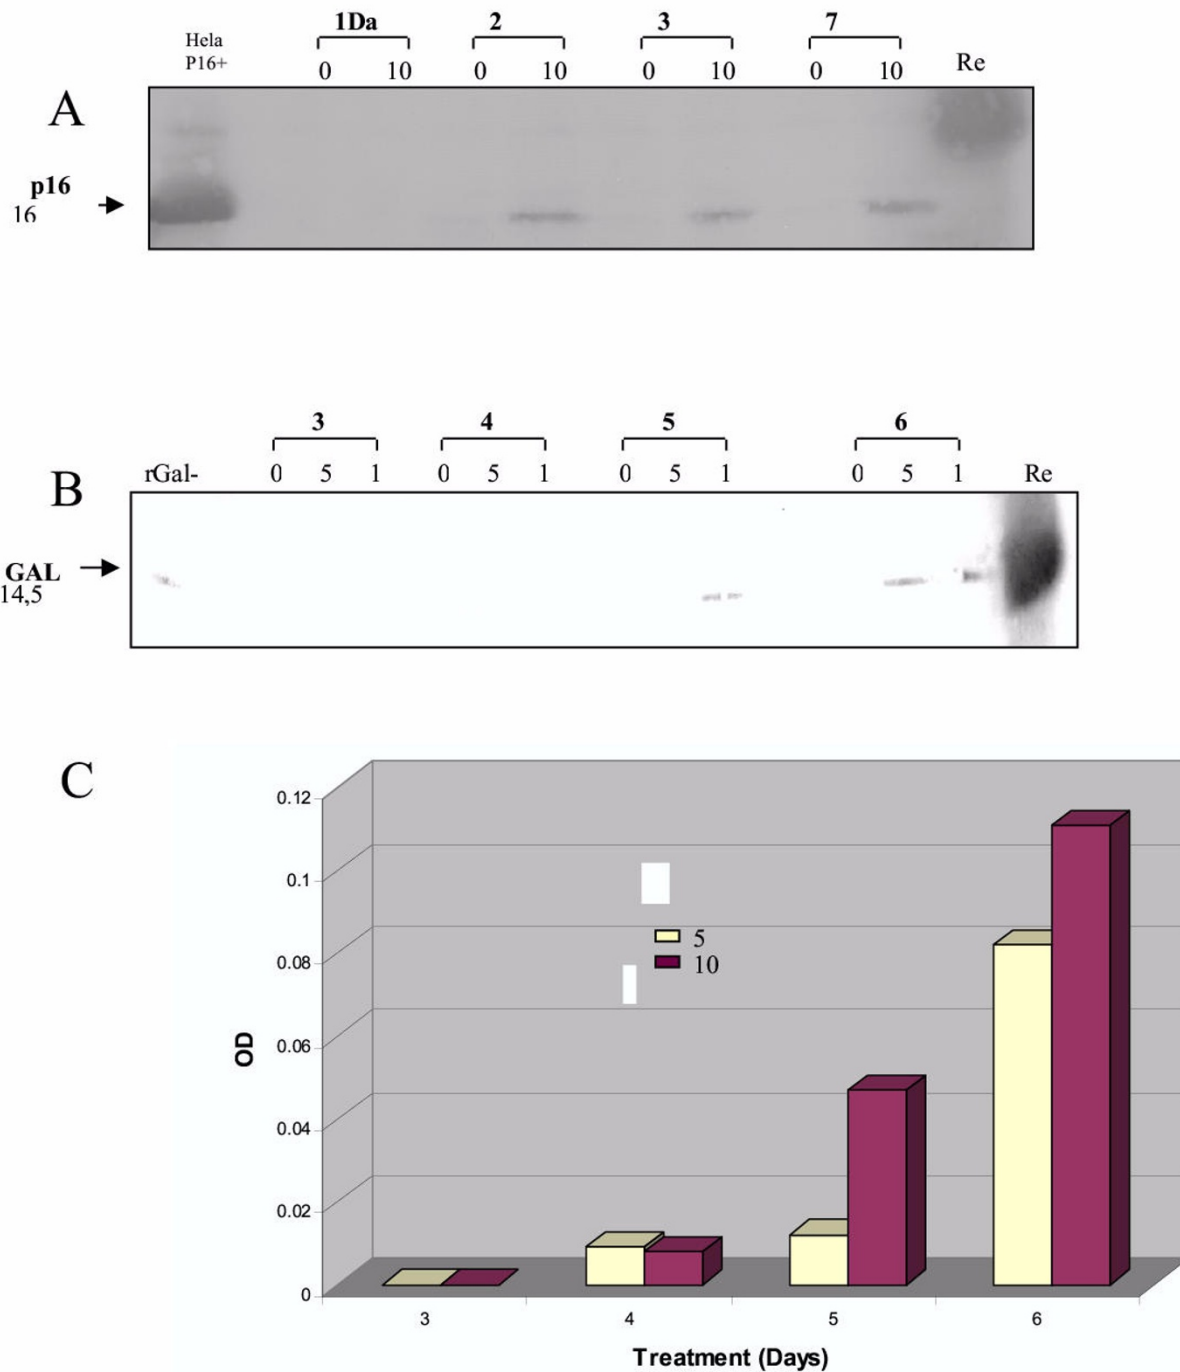 Hela
P16+
1Da 2 3 7
0 10 0 10 0 10 0 10 Re
A
p16
16
3 4 5 6
rGal- 0 5 1 0 5 1 0 5 1 0 5 1 Re
B
GAL
14,5
C
0.12
0.1
0.08
0.06
0.04
0.02
0
OD
5
10
3 4 5 6
Treatment (Days)